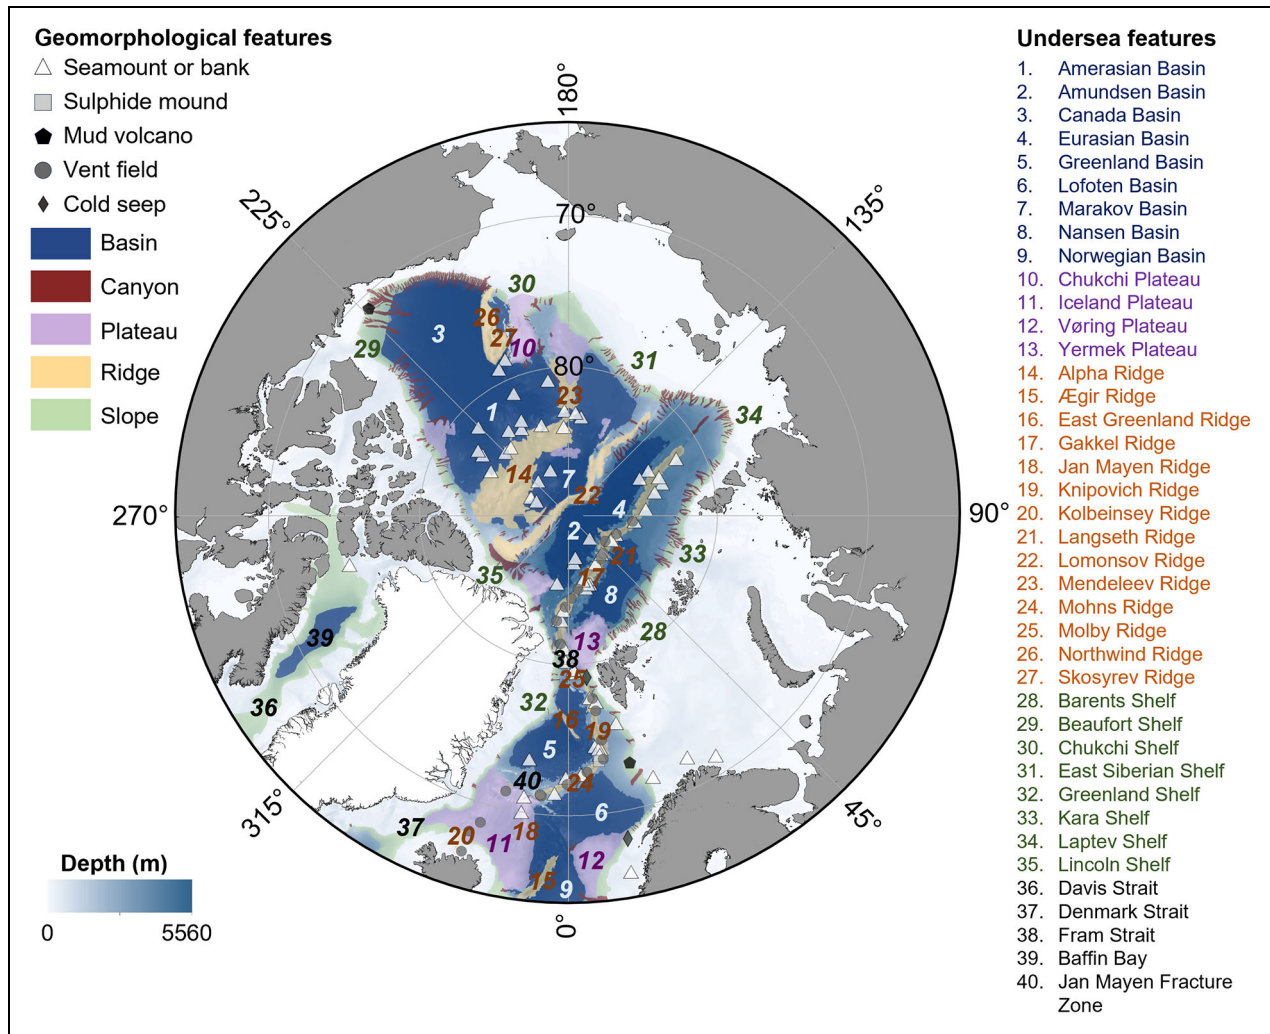 Geomorphological features
Seamount or bank
Sulphide mound
Mud volcano
Vent field
Cold seep
Basin
Canyon
Plateau
Ridge
Slope
180°
225°
135°
70°
30
26
27
10
3
29
31
80°
23
34
1
14
7
22
4
270°
90°
2
21
33
35
17
8
28
13
39
38
25
36
32
16
19
5
40
24
6
315°
45°
37
20
11
18
12
15
9
0°
Depth (m)
0
5560
Undersea features
1. Amerasian Basin
2. Amundsen Basin
3. Canada Basin
4. Eurasian Basin
5. Greenland Basin
6. Lofoten Basin
7. Marakov Basin
8. Nansen Basin
9. Norwegian Basin
10. Chukchi Plateau
11. Iceland Plateau
12. Vøring Plateau
13. Yermek Plateau
14. Alpha Ridge
15. Ægir Ridge
16. East Greenland Ridge
17. Gakkel Ridge
18. Jan Mayen Ridge
19. Knipovich Ridge
20. Kolbeinsey Ridge
21. Langseth Ridge
22. Lomonsov Ridge
23. Mendeleev Ridge
24. Mohns Ridge
25. Molby Ridge
26. Northwind Ridge
27. Skosyrev Ridge
28. Barents Shelf
29. Beaufort Shelf
30. Chukchi Shelf
31. East Siberian Shelf
32. Greenland Shelf
33. Kara Shelf
34. Laptev Shelf
35. Lincoln Shelf
36. Davis Strait
37. Denmark Strait
38. Fram Strait
39. Baffin Bay
40. Jan Mayen Fracture
Zone